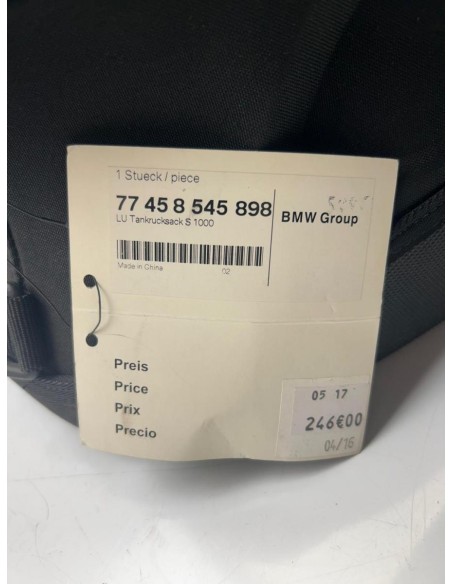 1 Stueck / piece
77 45 8 545 898
LU Tankrucksack S 1000
BMW Group
Made in China 02
Preis
Price
Prix
Precio
05 17
246€00
04/16